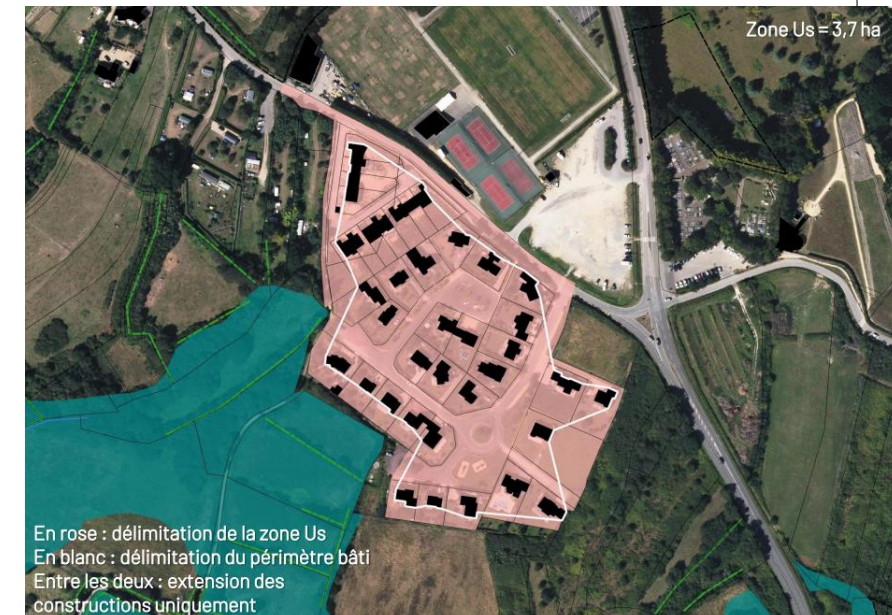 Zone Us = 3,7 ha
En rose : délimitation de la zone Us
En blanc : délimitation du périmètre bâti
Entre les deux : extension des
constructions uniquement